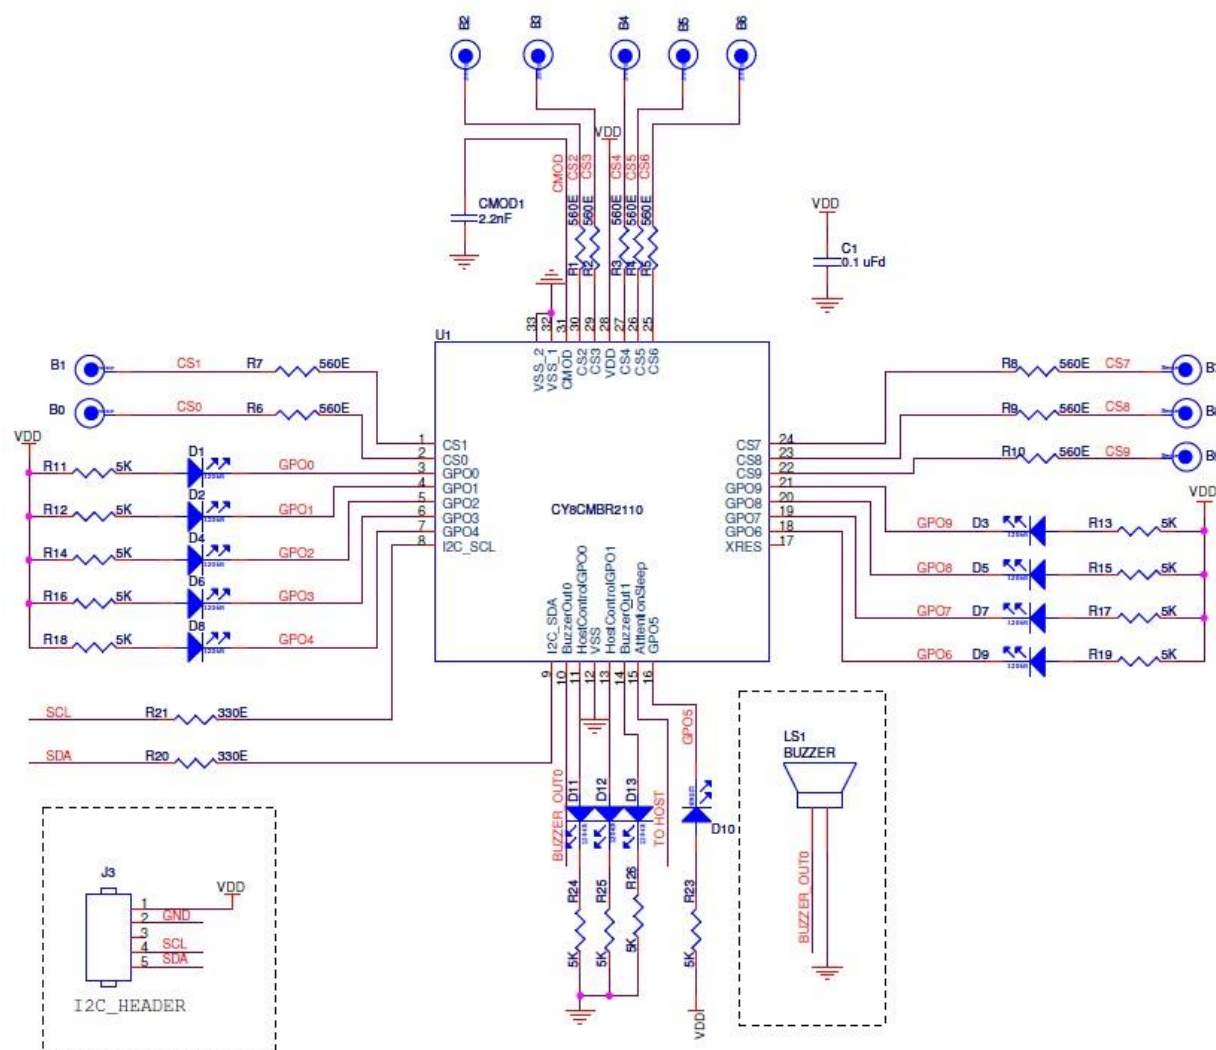 B2 B3 B4 B5 B6
VDD
CMOD CS2 CS3 CS4 CS5 CS6
CMOD1
2.2nF
560E 560E 560E 560E 560E
R1 R2 R3 R4 R5
VDD
C1
0.1 uFd
33 32 31 30 29 28 27 26 25
U1
VSS_2 VSS_1 CMOD CS2 CS3 VDD CS4 CS5 CS6
B1 CS1 R7 560E
B0 CS0 R6 560E
R8 560E CS7
R9 560E CS8
R10 560E CS9
VDD
1 CS1
2 CS0
3 GPO0
4 GPO1
5 GPO2
6 GPO3
7 GPO4
8 I2C_SCL
CS7 24
CS8 23
CS9 22
GPO9 21
GPO8 20
GPO7 19
GPO6 18
XRES 17
CY8CMBR2110
R11 5K D1 GPO0
R12 5K D2 GPO1
R14 5K D4 GPO2
R16 5K D6 GPO3
R18 5K D8 GPO4
VDD
GPO9 D3 R13 5K
GPO8 D5 R15 5K
GPO7 D7 R17 5K
GPO6 D9 R19 5K
I2C_SDA BuzzerOut0 HostControlGPO0 VSS HostControlGPO1 BuzzerOut1 AttentionSleep GPO5
9 10 11 12 13 14 15 16
SCL R21 330E
SDA R20 330E
GPO5
BUZZER_OUT0 D11 D12 D13 TO HOST D10
R24 R25 R26 R23
5K 5K 5K 5K
VDD
LS1
BUZZER
BUZZER_OUT0
J3
VDD
1
2 GND
3
4 SCL
5 SDA
I2C_HEADER